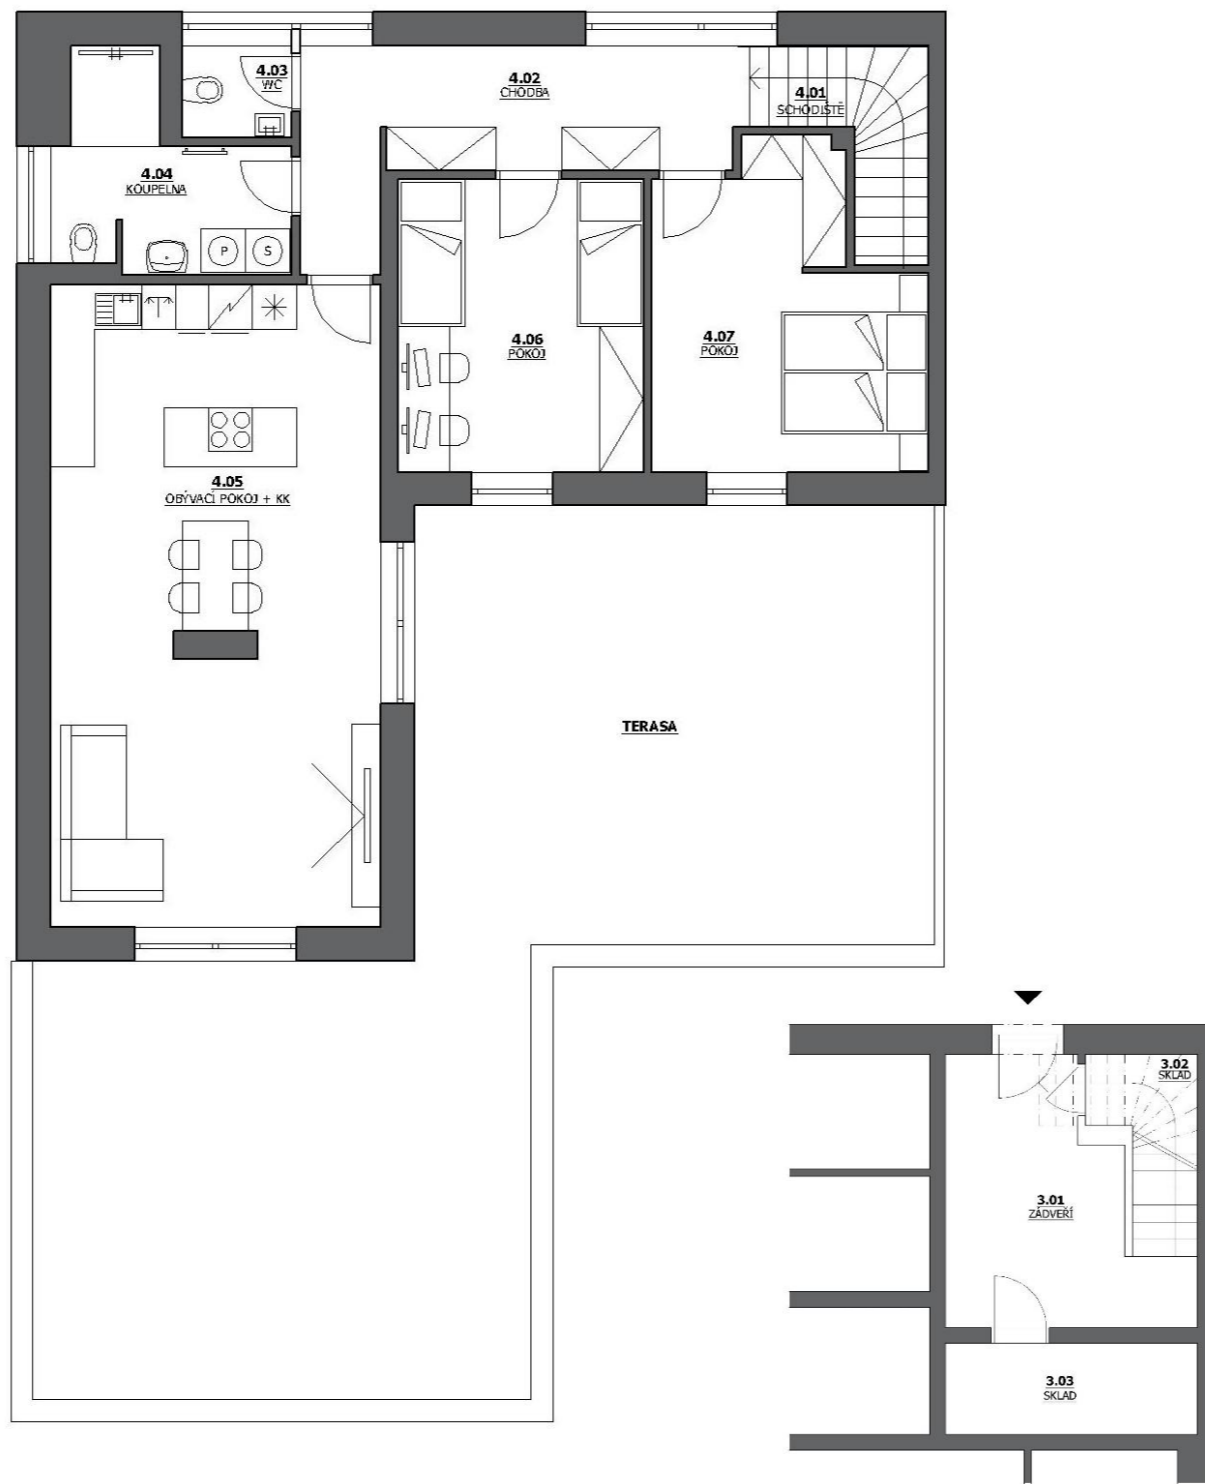 4.03
WC
4.02
CHODBA
4.01
SCHODIŠTĚ
4.04
KOUPELNA
P
S
4.06
POKOJ
4.07
POKOJ
4.05
OBÝVACÍ POKOJ + KK
TERASA
3.02
SKLAD
3.01
ZÁDVEŘÍ
3.03
SKLAD